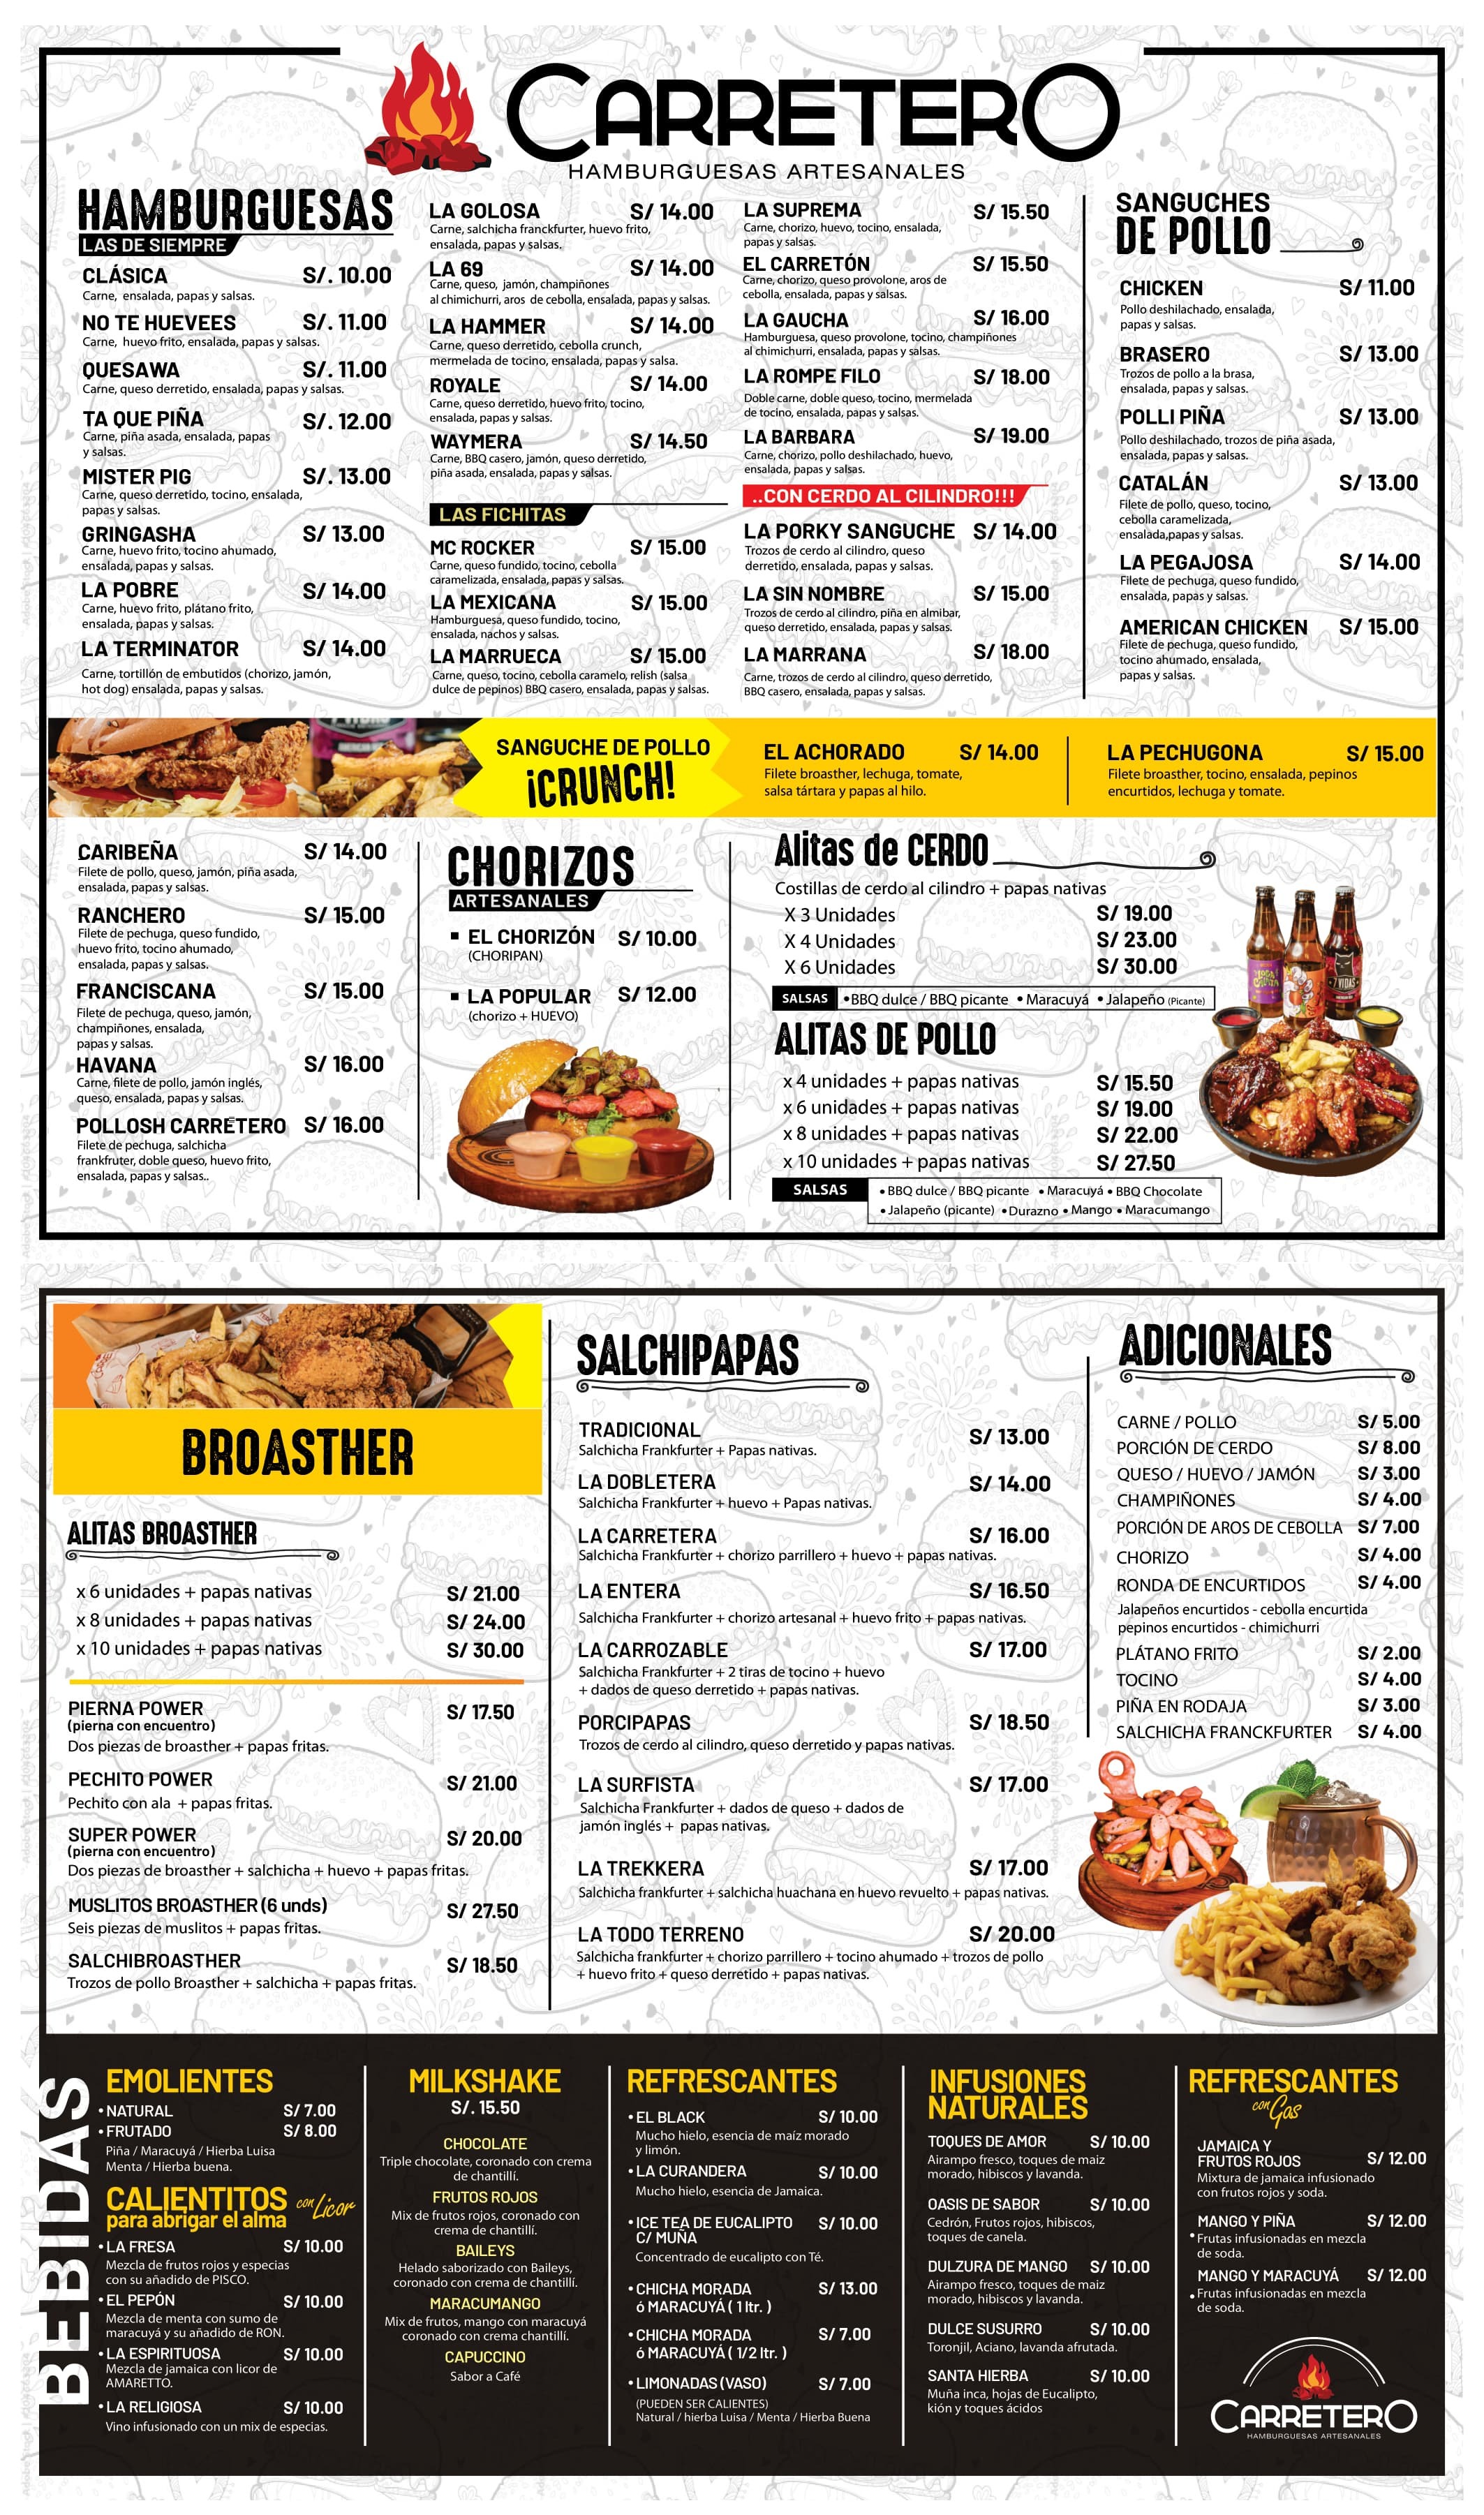 CARRETERO
HAMBURGUESAS ARTESANALES
HAMBURGUESAS
LAS DE SIEMPRE
CLÁSICA S/. 10.00
Carne, ensalada, papas y salsas.
NO TE HUEVEES S/. 11.00
Carne, huevo frito, ensalada, papas y salsas.
QUESAWA S/. 11.00
Carne, queso derretido, ensalada, papas y salsas.
TA QUE PIÑA S/. 12.00
Carne, piña asada, ensalada, papas
y salsas.
MISTER PIG S/. 13.00
Carne, queso derretido, tocino, ensalada,
papas y salsas.
GRINGASHA S/ 13.00
Carne, huevo frito, tocino ahumado,
ensalada, papas y salsas.
LA POBRE S/ 14.00
Carne, huevo frito, plátano frito,
ensalada, papas y salsas.
LA TERMINATOR S/ 14.00
Carne, tortillón de embutidos (chorizo, jamón,
hot dog) ensalada, papas y salsas.
LA GOLOSA S/ 14.00
Carne, salchicha franckfurter, huevo frito,
ensalada, papas y salsas.
LA 69 S/ 14.00
Carne, queso, jamón, champiñones
al chimichurri, aros de cebolla, ensalada, papas y salsas.
LA HAMMER S/ 14.00
Carne, queso derretido, cebolla crunch,
mermelada de tocino, ensalada, papas y salsa.
ROYALE S/ 14.00
Carne, queso derretido, huevo frito, tocino,
ensalada, papas y salsas.
WAYMERA S/ 14.50
Carne, BBQ casero, jamón, queso derretido,
piña asada, ensalada, papas y salsas.
LAS FICHITAS
MC ROCKER S/ 15.00
Carne, queso fundido, tocino, cebolla
caramelizada, ensalada, papas y salsas.
LA MEXICANA S/ 15.00
Hamburguesa, queso fundido, tocino,
ensalada, nachos y salsas.
LA MARRUECA S/ 15.00
Carne, queso, tocino, cebolla caramelo, relish (salsa
dulce de pepinos) BBQ casero, ensalada, papas y salsas.
LA SUPREMA S/ 15.50
Carne, chorizo, huevo, tocino, ensalada,
papas y salsas.
EL CARRETÓN S/ 15.50
Carne, chorizo, queso provolone, aros de
cebolla, ensalada, papas y salsas.
LA GAUCHA S/ 16.00
Hamburguesa, queso provolone, tocino, champiñones
al chimichurri, ensalada, papas y salsas.
LA ROMPE FILO S/ 18.00
Doble carne, doble queso, tocino, mermelada
de tocino, ensalada, papas y salsas.
LA BARBARA S/ 19.00
Carne, chorizo, pollo deshilachado, huevo,
ensalada, papas y salsas.
..CON CERDO AL CILINDRO!!!
LA PORKY SANGUCHE S/ 14.00
Trozos de cerdo al cilindro, queso
derretido, ensalada, papas y salsas.
LA SIN NOMBRE S/ 15.00
Trozos de cerdo al cilindro, piña en almibar,
queso derretido, ensalada, papas y salsas.
LA MARRANA S/ 18.00
Carne, trozos de cerdo al cilindro, queso derretido,
BBQ casero, ensalada, papas y salsas.
SANGUCHES
DE POLLO
CHICKEN S/ 11.00
Pollo deshilachado, ensalada,
papas y salsas.
BRASERO S/ 13.00
Trozos de pollo a la brasa,
ensalada, papas y salsas.
POLLI PIÑA S/ 13.00
Pollo deshilachado, trozos de piña asada,
ensalada, papas y salsas.
CATALÁN S/ 13.00
Filete de pollo, queso, tocino,
cebolla caramelizada,
ensalada,papas y salsas.
LA PEGAJOSA S/ 14.00
Filete de pechuga, queso fundido,
ensalada, papas y salsas.
AMERICAN CHICKEN S/ 15.00
Filete de pechuga, queso fundido,
tocino ahumado, ensalada,
papas y salsas.
SANGUCHE DE POLLO
¡CRUNCH!
EL ACHORADO S/ 14.00
Filete broasther, lechuga, tomate,
salsa tártara y papas al hilo.
LA PECHUGONA S/ 15.00
Filete broasther, tocino, ensalada, pepinos
encurtidos, lechuga y tomate.
CARIBEÑA S/ 14.00
Filete de pollo, queso, jamón, piña asada,
ensalada, papas y salsas.
RANCHERO S/ 15.00
Filete de pechuga, queso fundido,
huevo frito, tocino ahumado,
ensalada, papas y salsas.
FRANCISCANA S/ 15.00
Filete de pechuga, queso, jamón,
champiñones, ensalada,
papas y salsas.
HAVANA S/ 16.00
Carne, filete de pollo, jamón inglés,
queso, ensalada, papas y salsas.
POLLOSH CARRETERO S/ 16.00
Filete de pechuga, salchicha
frankfruter, doble queso, huevo frito,
ensalada, papas y salsas..
CHORIZOS
ARTESANALES
EL CHORIZÓN S/ 10.00
(CHORIPAN)
LA POPULAR S/ 12.00
(chorizo + HUEVO)
Alitas de CERDO
Costillas de cerdo al cilindro + papas nativas
X 3 Unidades S/ 19.00
X 4 Unidades S/ 23.00
X 6 Unidades S/ 30.00
SALSAS •BBQ dulce / BBQ picante • Maracuyá • Jalapeño (Picante)
ALITAS DE POLLO
x 4 unidades + papas nativas S/ 15.50
x 6 unidades + papas nativas S/ 19.00
x 8 unidades + papas nativas S/ 22.00
x 10 unidades + papas nativas S/ 27.50
SALSAS • BBQ dulce / BBQ picante • Maracuyá • BBQ Chocolate
• Jalapeño (picante) • Durazno • Mango • Maracumango
7 VIDAS
BROASTHER
ALITAS BROASTHER
x 6 unidades + papas nativas S/ 21.00
x 8 unidades + papas nativas S/ 24.00
x 10 unidades + papas nativas S/ 30.00
PIERNA POWER S/ 17.50
(pierna con encuentro)
Dos piezas de broasther + papas fritas.
PECHITO POWER S/ 21.00
Pechito con ala + papas fritas.
SUPER POWER S/ 20.00
(pierna con encuentro)
Dos piezas de broasther + salchicha + huevo + papas fritas.
MUSLITOS BROASTHER (6 unds) S/ 27.50
Seis piezas de muslitos + papas fritas.
SALCHIBROASTHER S/ 18.50
Trozos de pollo Broasther + salchicha + papas fritas.
SALCHIPAPAS
TRADICIONAL S/ 13.00
Salchicha Frankfurter + Papas nativas.
LA DOBLETERA S/ 14.00
Salchicha Frankfurter + huevo + Papas nativas.
LA CARRETERA S/ 16.00
Salchicha Frankfurter + chorizo parrillero + huevo + papas nativas.
LA ENTERA S/ 16.50
Salchicha Frankfurter + chorizo artesanal + huevo frito + papas nativas.
LA CARROZABLE S/ 17.00
Salchicha Frankfurter + 2 tiras de tocino + huevo
+ dados de queso derretido + papas nativas.
PORCIPAPAS S/ 18.50
Trozos de cerdo al cilindro, queso derretido y papas nativas.
LA SURFISTA S/ 17.00
Salchicha Frankfurter + dados de queso + dados de
jamón inglés + papas nativas.
LA TREKKERA S/ 17.00
Salchicha frankfurter + salchicha huachana en huevo revuelto + papas nativas.
LA TODO TERRENO S/ 20.00
Salchicha frankfurter + chorizo parrillero + tocino ahumado + trozos de pollo
+ huevo frito + queso derretido + papas nativas.
ADICIONALES
CARNE / POLLO S/ 5.00
PORCIÓN DE CERDO S/ 8.00
QUESO / HUEVO / JAMÓN S/ 3.00
CHAMPIÑONES S/ 4.00
PORCIÓN DE AROS DE CEBOLLA S/ 7.00
CHORIZO S/ 4.00
RONDA DE ENCURTIDOS S/ 4.00
Jalapeños encurtidos - cebolla encurtida
pepinos encurtidos - chimichurri
PLÁTANO FRITO S/ 2.00
TOCINO S/ 4.00
PIÑA EN RODAJA S/ 3.00
SALCHICHA FRANCKFURTER S/ 4.00
BEBIDAS
EMOLIENTES
• NATURAL S/ 7.00
• FRUTADO S/ 8.00
Piña / Maracuyá / Hierba Luisa
Menta / Hierba buena.
CALIENTITOS con Licor
para abrigar el alma
• LA FRESA S/ 10.00
Mezcla de frutos rojos y especias
con su añadido de PISCO.
• EL PEPÓN S/ 10.00
Mezcla de menta con sumo de
maracuyá y su añadido de RON.
• LA ESPIRITUOSA S/ 10.00
Mezcla de jamaica con licor de
AMARETTO.
• LA RELIGIOSA S/ 10.00
Vino infusionado con un mix de especias.
MILKSHAKE
S/. 15.50
CHOCOLATE
Triple chocolate, coronado con crema
de chantillí.
FRUTOS ROJOS
Mix de frutos rojos, coronado con
crema de chantillí.
BAILEYS
Helado saborizado con Baileys,
coronado con crema de chantillí.
MARACUMANGO
Mix de frutos, mango con maracuyá
coronado con crema chantillí.
CAPUCCINO
Sabor a Café
REFRESCANTES
• EL BLACK S/ 10.00
Mucho hielo, esencia de maíz morado
y limón.
• LA CURANDERA S/ 10.00
Mucho hielo, esencia de Jamaica.
• ICE TEA DE EUCALIPTO S/ 10.00
C/ MUÑA
Concentrado de eucalipto con Té.
• CHICHA MORADA S/ 13.00
ó MARACUYÁ ( 1 ltr. )
• CHICHA MORADA S/ 7.00
ó MARACUYÁ ( 1/2 ltr. )
• LIMONADAS (VASO) S/ 7.00
(PUEDEN SER CALIENTES)
Natural / hierba Luisa / Menta / Hierba Buena
INFUSIONES
NATURALES
TOQUES DE AMOR S/ 10.00
Airampo fresco, toques de maiz
morado, hibiscos y lavanda.
OASIS DE SABOR S/ 10.00
Cedrón, Frutos rojos, hibiscos,
toques de canela.
DULZURA DE MANGO S/ 10.00
Airampo fresco, toques de maiz
morado, hibiscos y lavanda.
DULCE SUSURRO S/ 10.00
Toronjil, Aciano, lavanda afrutada.
SANTA HIERBA S/ 10.00
Muña inca, hojas de Eucalipto,
kión y toques ácidos
REFRESCANTES
con Gas
JAMAICA Y
FRUTOS ROJOS S/ 12.00
Mixtura de jamaica infusionado
con frutos rojos y soda.
MANGO Y PIÑA S/ 12.00
• Frutas infusionadas en mezcla
de soda.
MANGO Y MARACUYÁ S/ 12.00
• Frutas infusionadas en mezcla
de soda.
CARRETERO
HAMBURGUESAS ARTESANALES